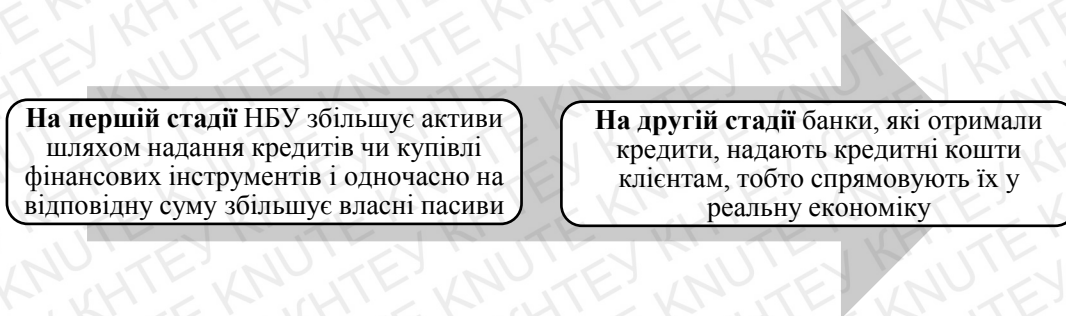 На першій стадії НБУ збільшує активи
шляхом надання кредитів чи купівлі
фінансових інструментів і одночасно на
відповідну суму збільшує власні пасиви
На другій стадії банки, які отримали
кредити, надають кредитні кошти
клієнтам, тобто спрямовують їх у
реальну економіку